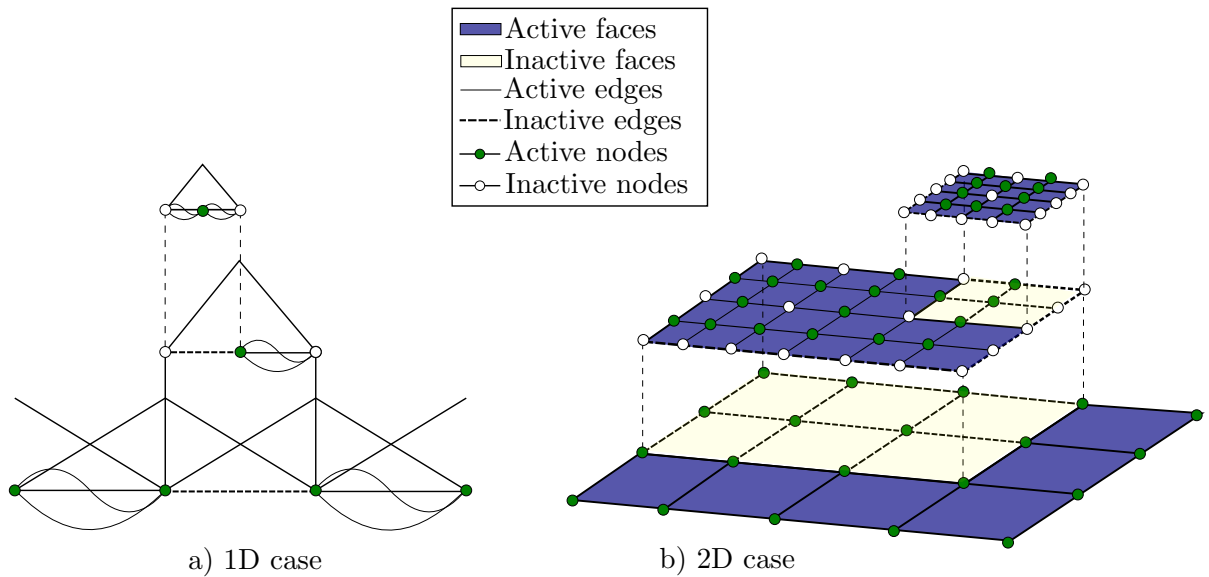 Active faces
Inactive faces
Active edges
Inactive edges
Active nodes
Inactive nodes
a) 1D case
b) 2D case